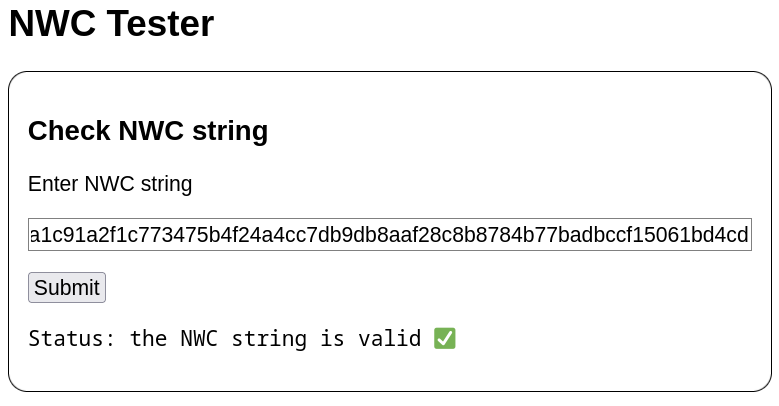 NWC Tester
Check NWC string
Enter NWC string
a1c91a2f1c773475b4f24a4cc7db9db8aaf28c8b8784b77badbccf15061bd4cd
Submit
Status: the NWC string is valid ✅